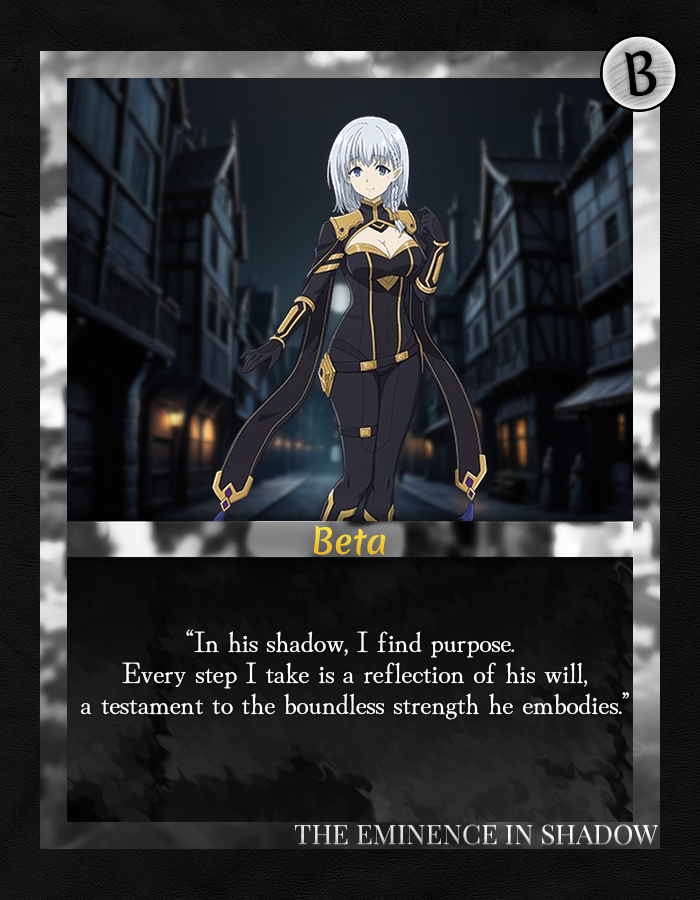 B
Beta
“In his shadow, I find purpose.
Every step I take is a reflection of his will,
a testament to the boundless strength he embodies.”
THE EMINENCE IN SHADOW